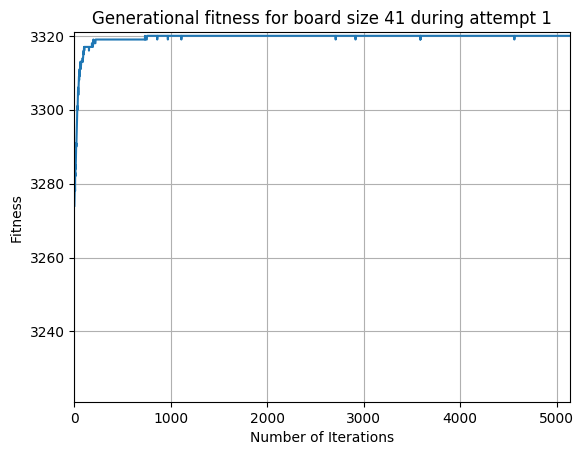 Generational fitness for board size 41 during attempt 1
3320
3300
3280
3260
3240
Fitness
0 1000 2000 3000 4000 5000
Number of Iterations